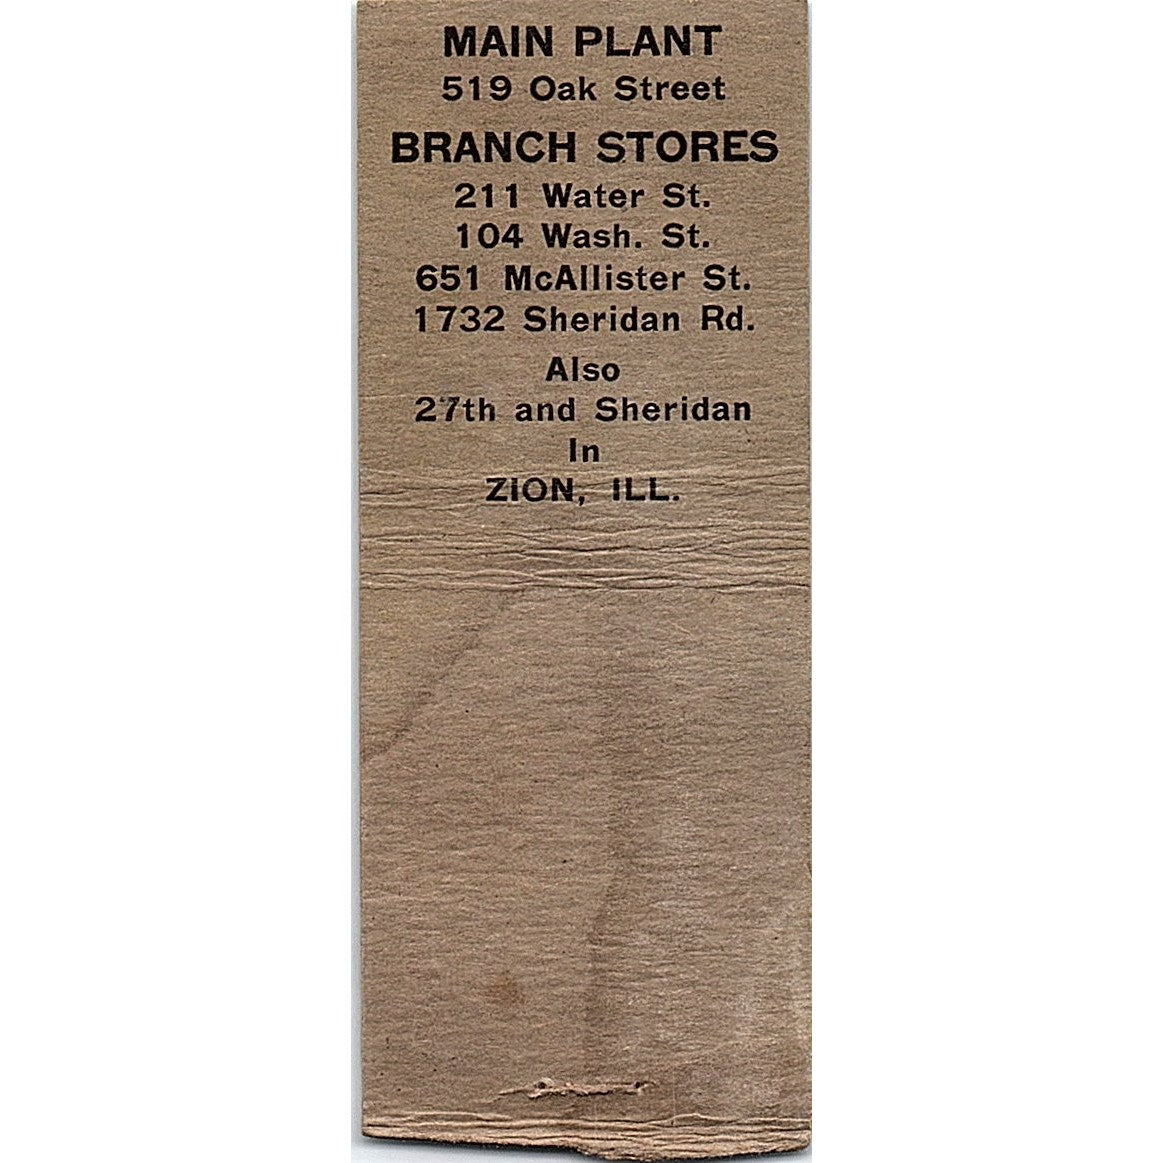 MAIN PLANT
519 Oak Street
BRANCH STORES
211 Water St.
104 Wash. St.
651 McAllister St.
1732 Sheridan Rd.
Also
27th and Sheridan
In
ZION, ILL.